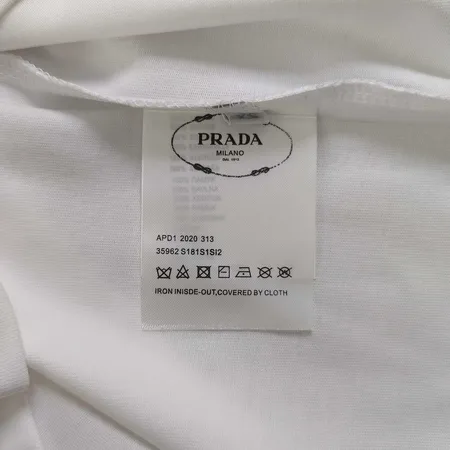 PRADA
MILANO
DAL 1913
APD1 2020 313
35962 S181S1SI2
IRON INISDE-OUT,COVERED BY CLOTH